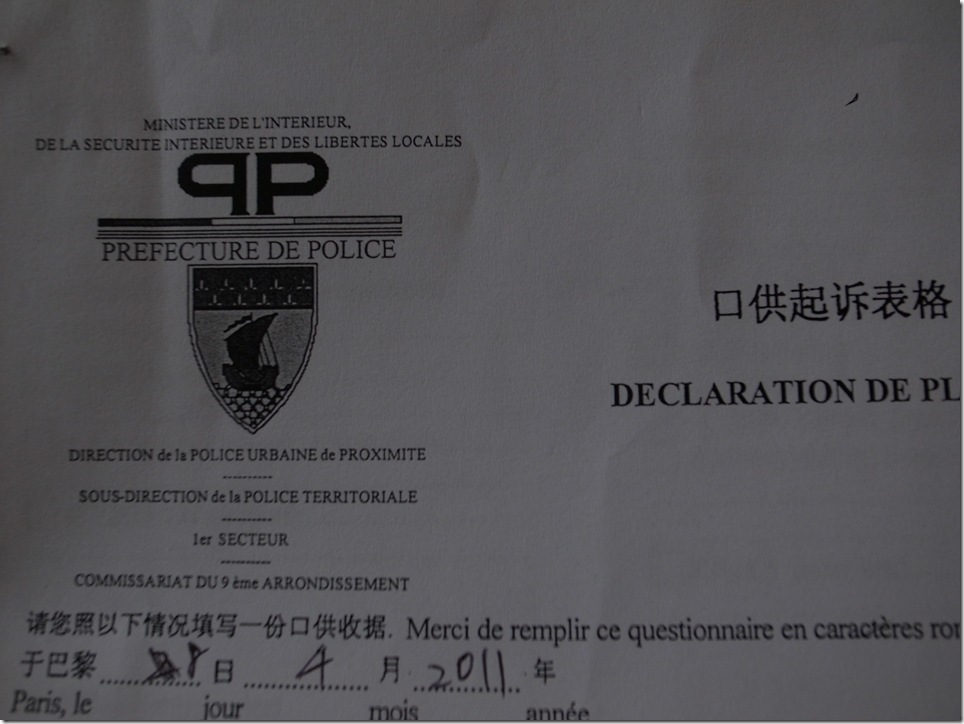 MINISTERE DE L'INTERIEUR,
DE LA SECURITE INTERIEURE ET DES LIBERTES LOCALES
PP
PREFECTURE DE POLICE
口供起诉表格
DECLARATION DE PL
DIRECTION de la POLICE URBAINE de PROXIMITE
SOUS-DIRECTION de la POLICE TERRITORIALE
1er SECTEUR
COMMISSARIAT DU 9 ème ARRONDISSEMENT
请您照以下情况填写一份口供收据. Merci de remplir ce questionnaire en caractères ro
于巴黎 日 4 月 2011 年
Paris, le jour mois année